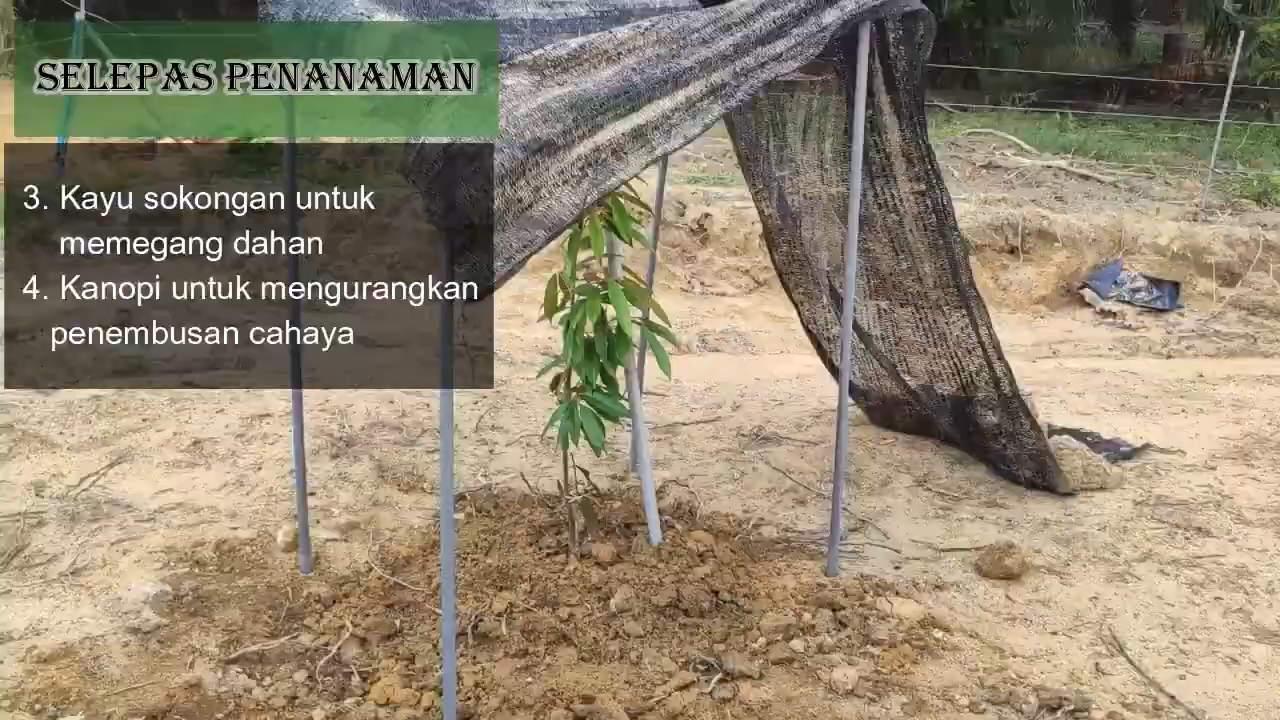 SELEPAS PENANAMAN
3. Kayu sokongan untuk
memegang dahan
4. Kanopi untuk mengurangkan
penembusan cahaya